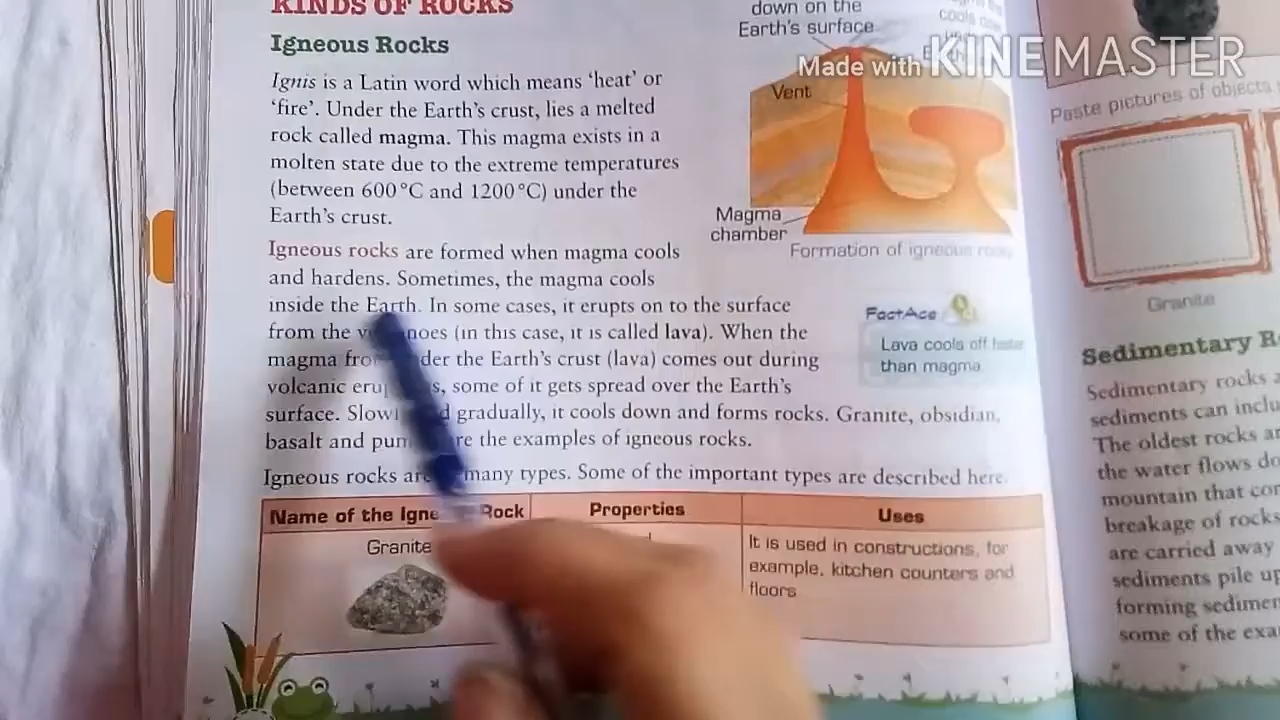 KINDS OF ROCKS
Igneous Rocks
Ignis is a Latin word which means ‘heat’ or
‘fire’. Under the Earth’s crust, lies a melted
rock called magma. This magma exists in a
molten state due to the extreme temperatures
(between 600°C and 1200°C) under the
Earth’s crust.
Igneous rocks are formed when magma cools
and hardens. Sometimes, the magma cools
inside the Earth. In some cases, it erupts on to the surface
from the (in this case, it is called lava). When the
magma the Earth’s crust (lava) comes out during
volcanic some of it gets spread over the Earth’s
surface. gradually, it cools down and forms rocks. Granite, obsidian,
basalt and the examples of igneous rocks.
Igneous rocks many types. Some of the important types are described here.
Name of the Rock
Properties
Uses
Granite
It is used in constructions, for
example, kitchen counters and
floors
down on the
Earth’s surface
cools
Vent
Magma
chamber
Formation of igneous
FactAce
Lava cools off
than magma
Made with KINEMASTER
Paste pictures of objects
Granite
Sedimentary
Sedimentary rocks
sediments can
The oldest rocks
the water flows
mountain that
breakage of rocks
are carried away
sediments pile
forming
some of the